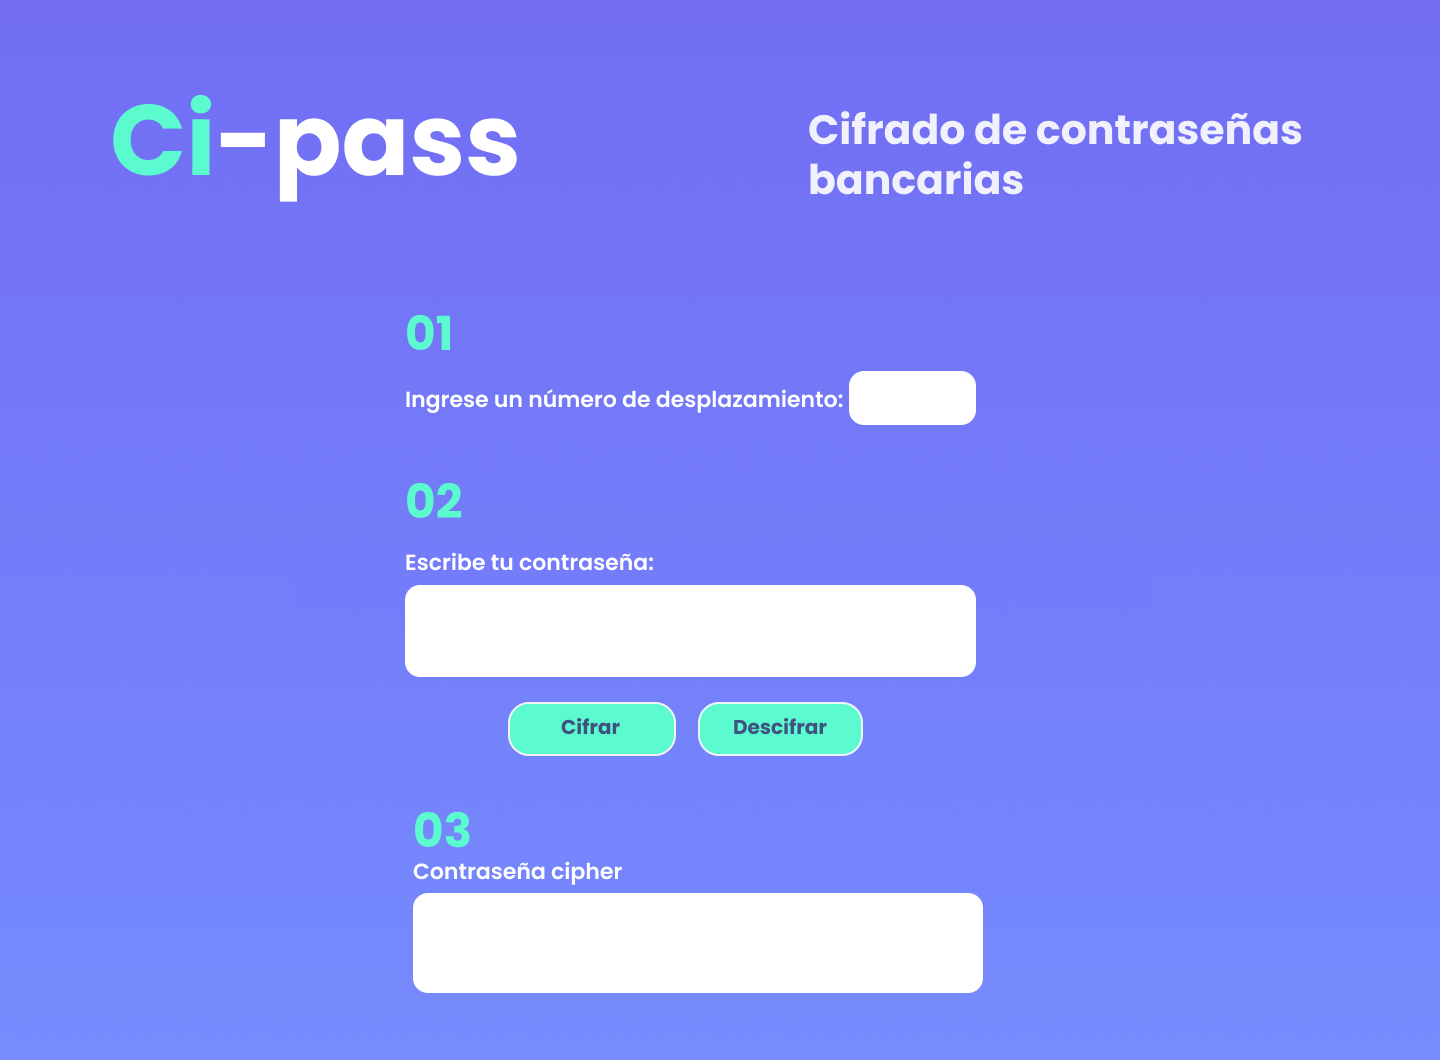 Ci-pass
Cifrado de contraseñas
bancarias
01
Ingrese un número de desplazamiento:
02
Escribe tu contraseña:
Cifrar
Descifrar
03
Contraseña cipher